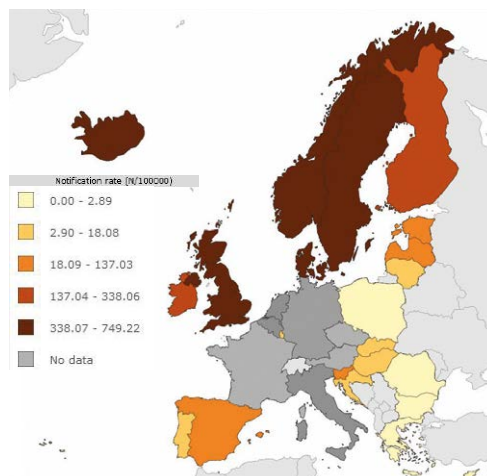 Notification rate (N/100000)
0.00 - 2.89
2.90 - 18.08
18.09 - 137.03
137.04 - 338.06
338.07 - 749.22
No data